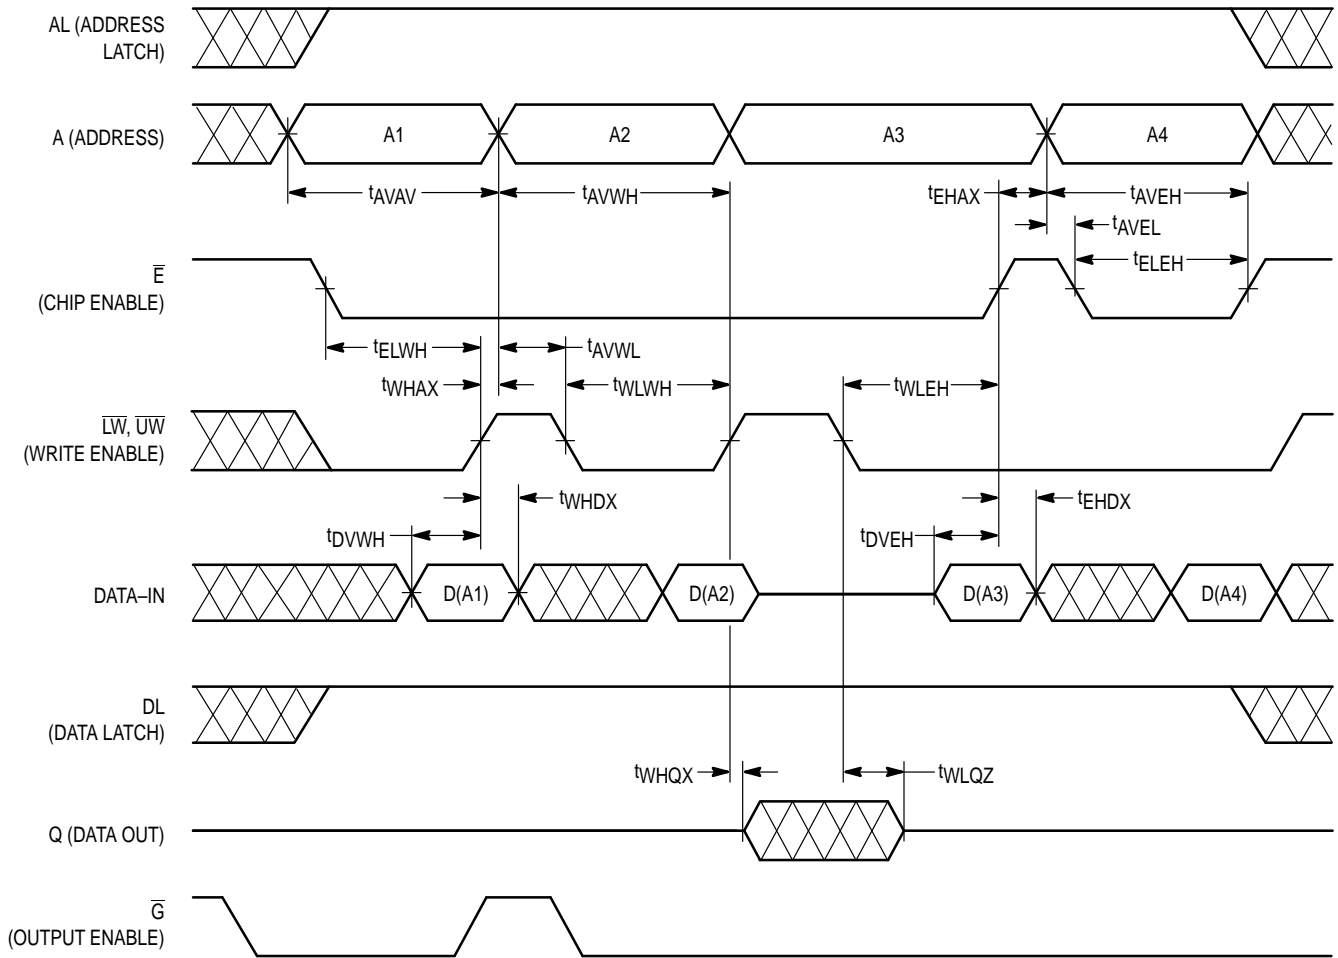 AL (ADDRESS
LATCH)
A (ADDRESS)
A1
A2
A3
A4
tAVAV
tAVWH
tEHAX
tAVEH
tAVEL
E
(CHIP ENABLE)
tELEH
tELWH
tAVWL
tWHAX
tWLWH
tWLEH
LW, UW
(WRITE ENABLE)
tWHDX
tEHDX
tDVWH
tDVEH
DATA–IN
D(A1)
D(A2)
D(A3)
D(A4)
DL
(DATA LATCH)
tWHQX
tWLQZ
Q (DATA OUT)
G
(OUTPUT ENABLE)